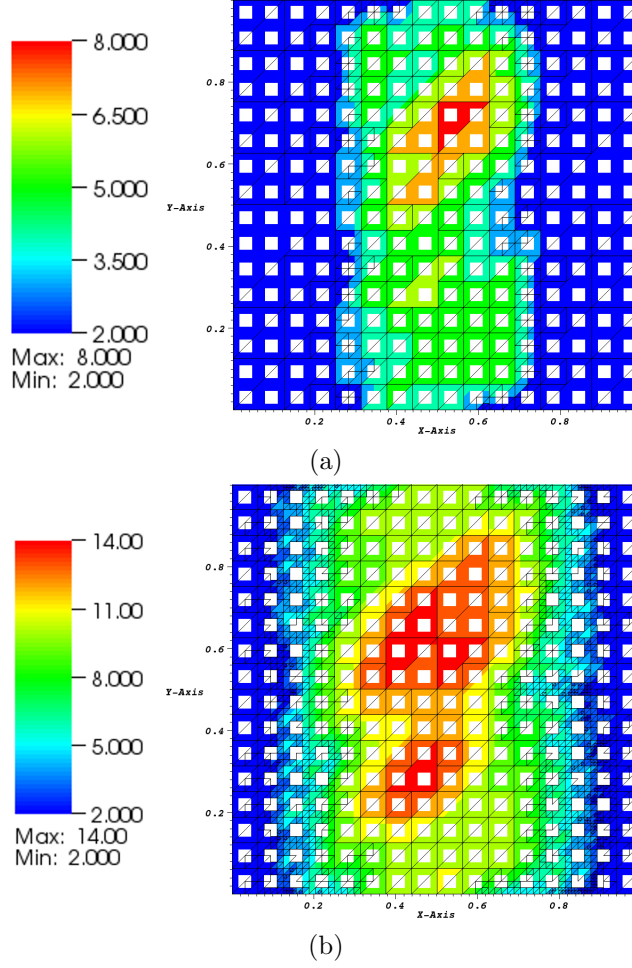 8.000
6.500
5.000
3.500
2.000
Max: 8.000
Min: 2.000
Y-Axis
0.8
0.6
0.4
0.2
0.2 0.4 0.6 0.8
X-Axis
(a)
14.00
11.00
8.000
5.000
2.000
Max: 14.00
Min: 2.000
Y-Axis
0.8
0.6
0.4
0.2
0.2 0.4 0.6 0.8
X-Axis
(b)